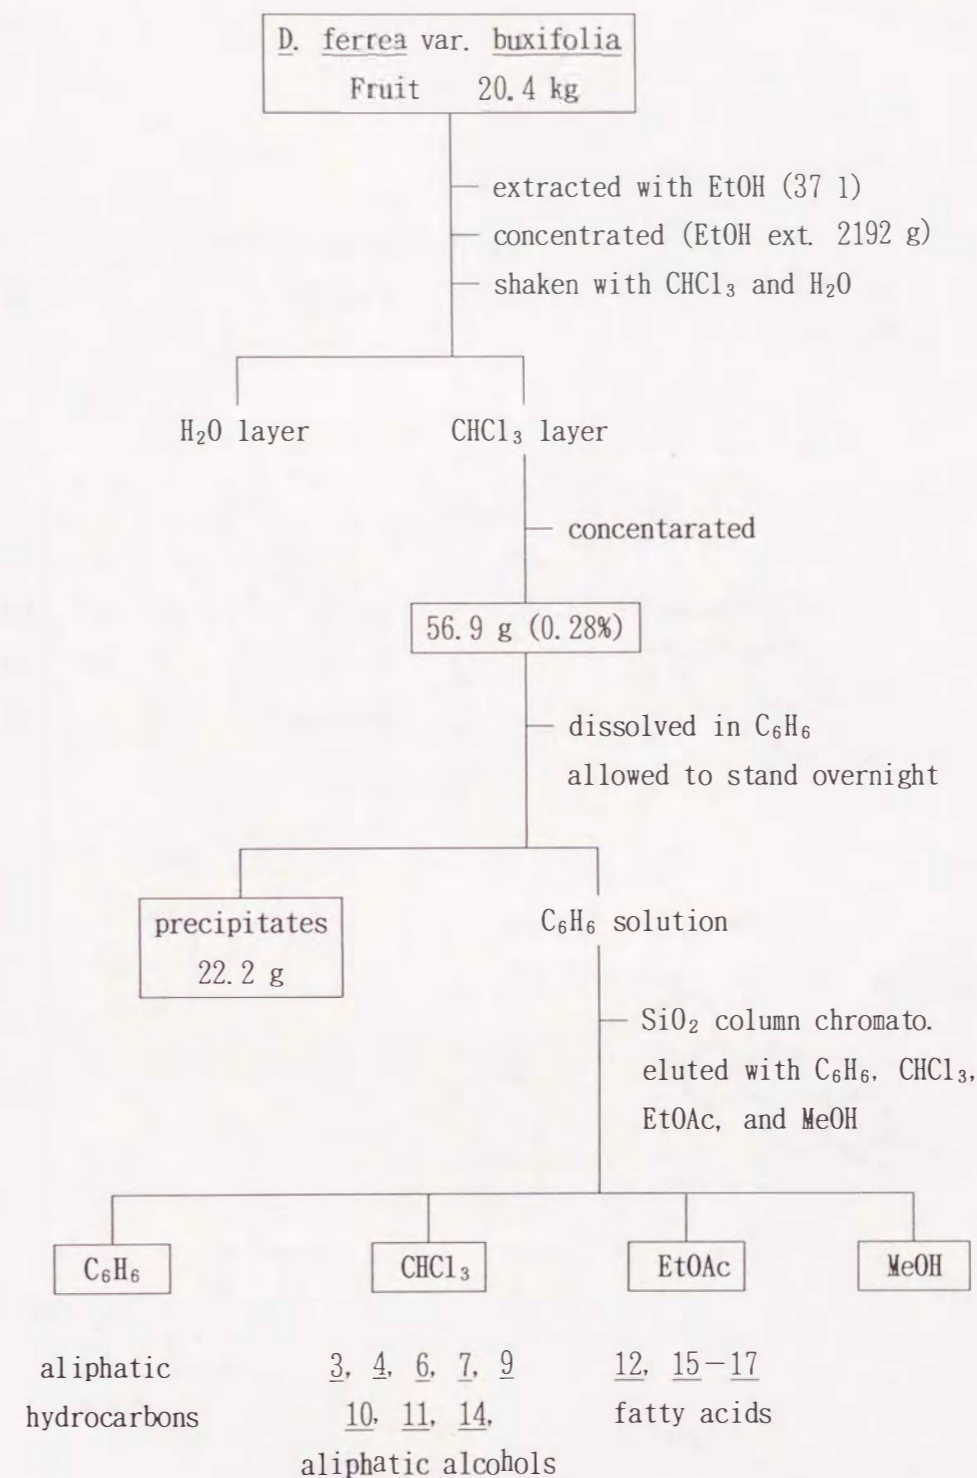 D. ferrea var. buxifolia
Fruit 20.4 kg
extracted with EtOH (37 l)
concentrated (EtOH ext. 2192 g)
shaken with CHCl₃ and H₂O
H₂O layer
CHCl₃ layer
concentarated
56.9 g (0.28%)
dissolved in C₆H₆
allowed to stand overnight
precipitates
22.2 g
C₆H₆ solution
SiO₂ column chromato.
eluted with C₆H₆, CHCl₃,
EtOAc, and MeOH
C₆H₆
CHCl₃
EtOAc
MeOH
aliphatic
hydrocarbons
3, 4, 6, 7, 9
10, 11, 14,
aliphatic alcohols
12, 15-17
fatty acids